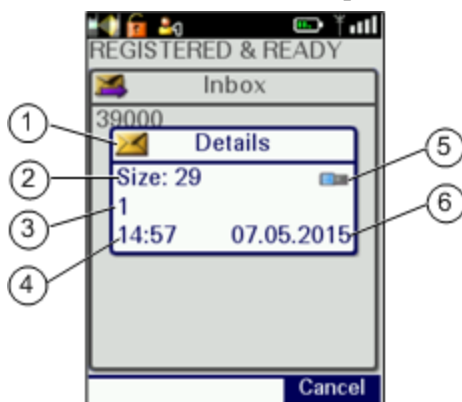 REGISTERED & READY
Inbox
39000
Details
Size: 29
1
14:57 07.05.2015
Cancel
1
2
3
4
5
6